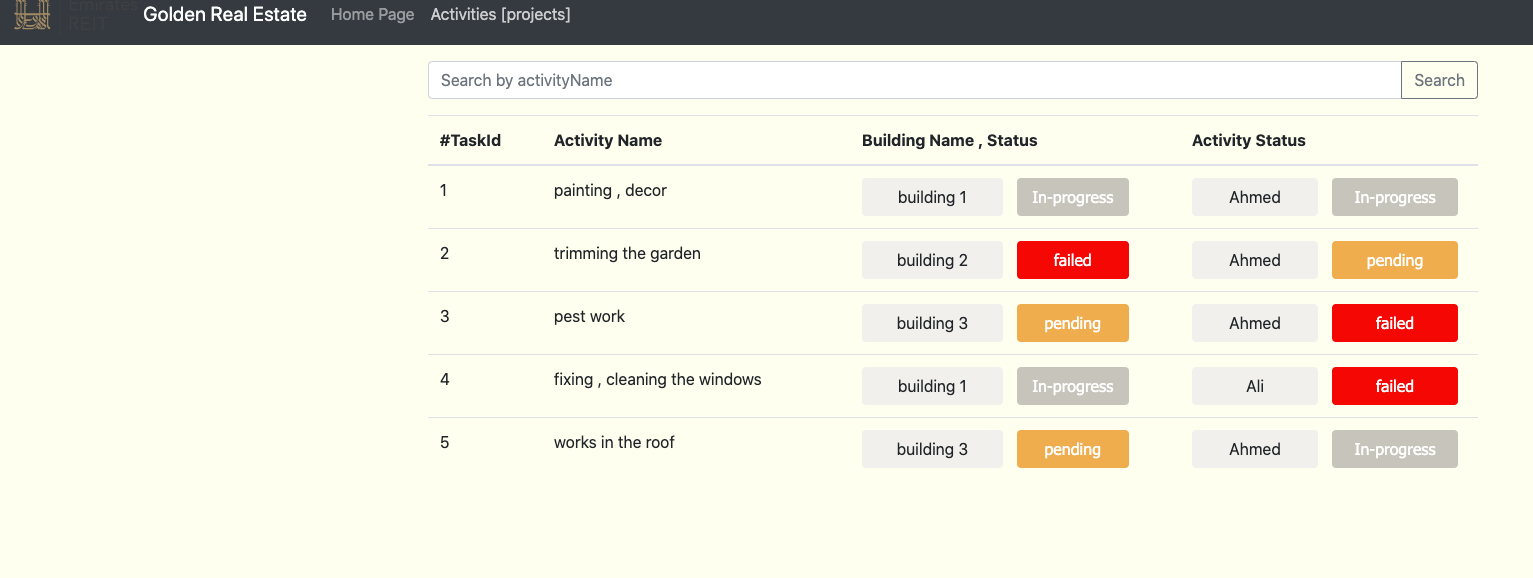 Emirates
REIT
Golden Real Estate Home Page Activities [projects]
Search by activityName Search
#TaskId Activity Name Building Name , Status Activity Status
1 painting , decor building 1 In-progress Ahmed In-progress
2 trimming the garden building 2 failed Ahmed pending
3 pest work building 3 pending Ahmed failed
4 fixing , cleaning the windows building 1 In-progress Ali failed
5 works in the roof building 3 pending Ahmed In-progress